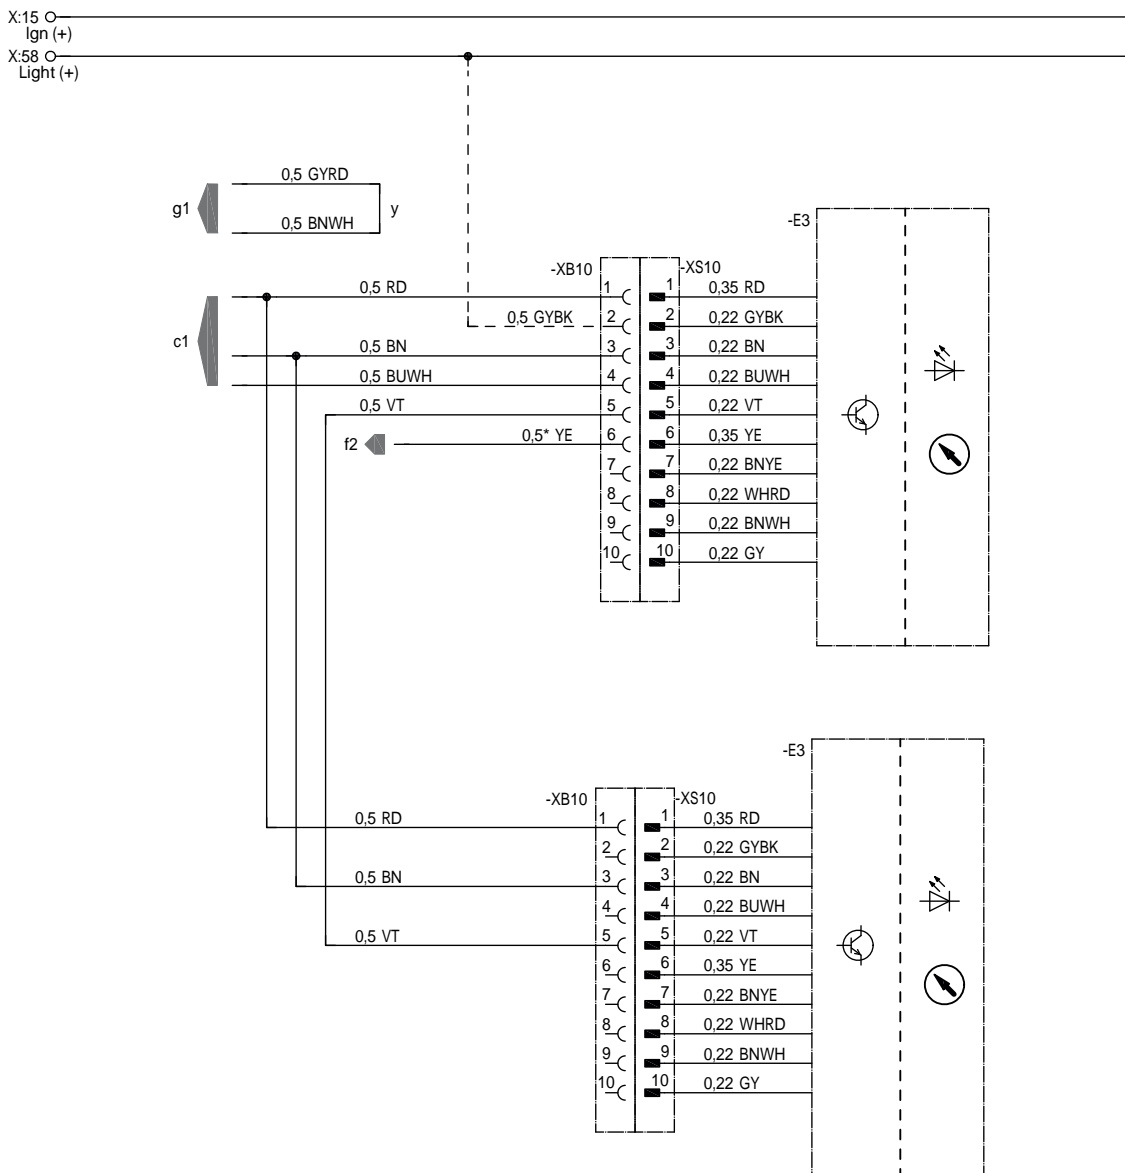 X:15
Ign (+)
X:58
Light (+)
0,5 GYRD
g1
y
0,5 BNWH
-E3
-XB10
-XS10
0,5 RD
1
1
0,35 RD
0,5 GYBK
2
2
0,22 GYBK
0,5 BN
3
3
0,22 BN
c1
0,5 BUWH
4
4
0,22 BUWH
0,5 VT
5
5
0,22 VT
f2
0,5* YE
6
6
0,35 YE
7
7
0,22 BNYE
8
8
0,22 WHRD
9
9
0,22 BNWH
10
10
0,22 GY
-E3
-XB10
-XS10
0,5 RD
1
1
0,35 RD
2
2
0,22 GYBK
0,5 BN
3
3
0,22 BN
4
4
0,22 BUWH
0,5 VT
5
5
0,22 VT
6
6
0,35 YE
7
7
0,22 BNYE
8
8
0,22 WHRD
9
9
0,22 BNWH
10
10
0,22 GY